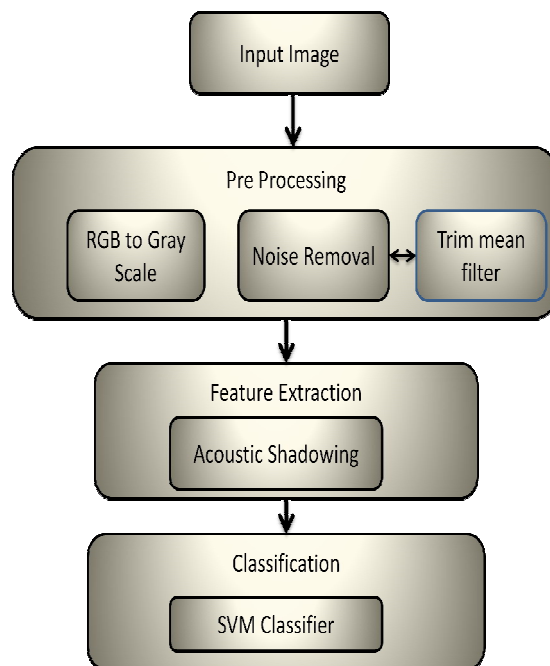 Input Image
Pre Processing
RGB to Gray
Scale
Noise Removal
Trim mean
filter
Feature Extraction
Acoustic Shadowing
Classification
SVM Classifier